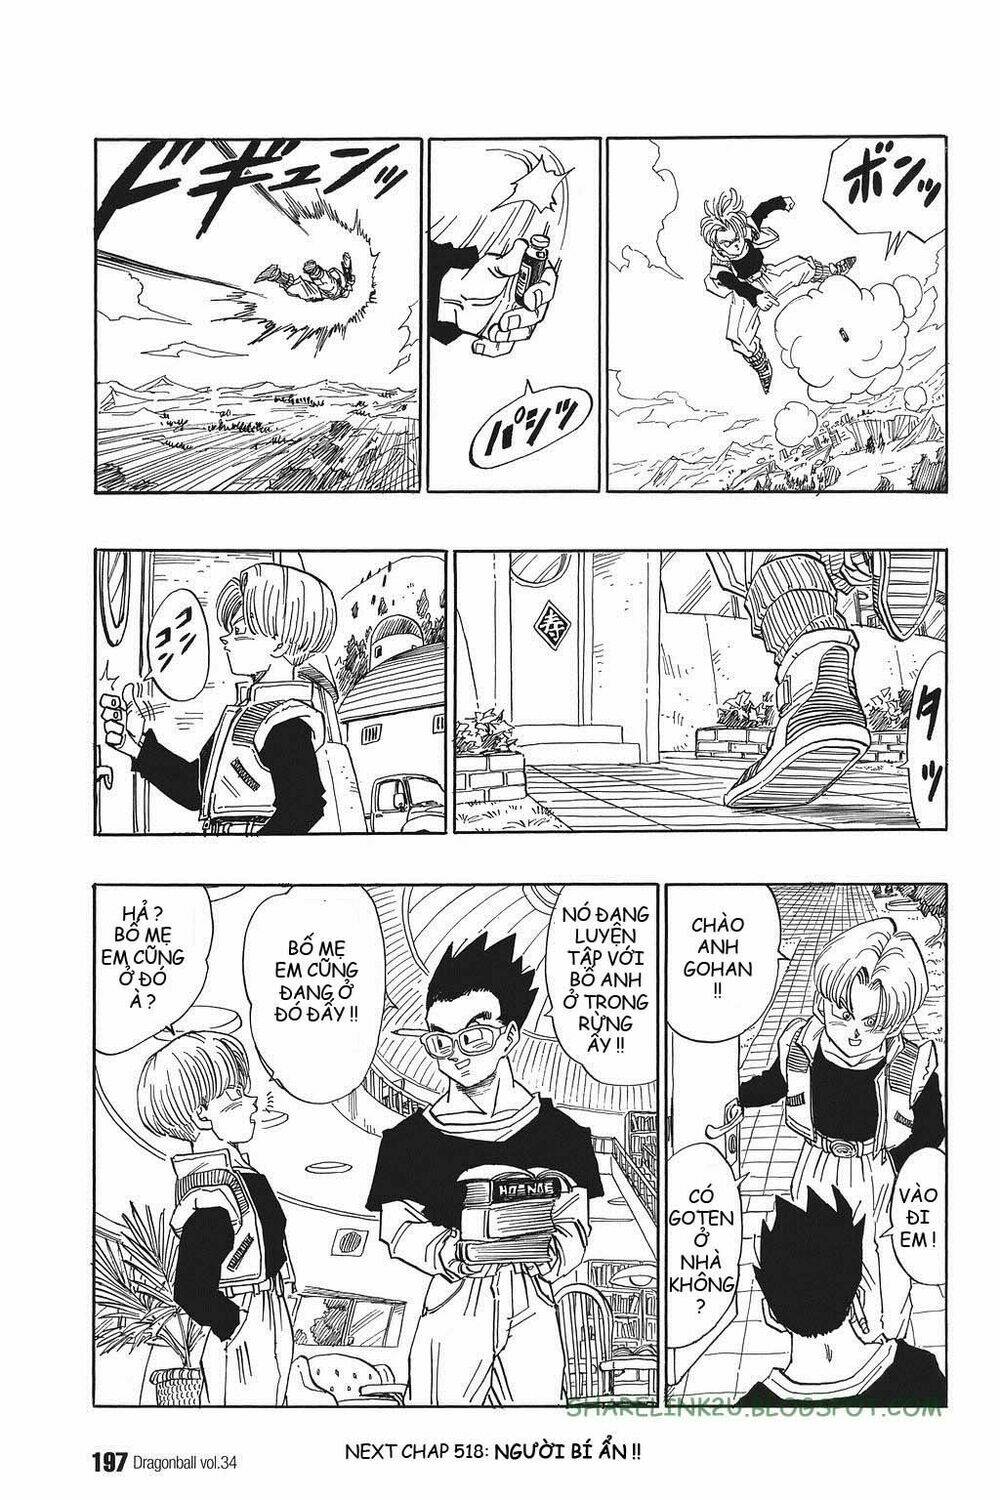 ボンッ
パシッ
ドギュンッ
タッ
寿
コン
コン
CHÀO
ANH
GOHAN
!!
VÀO
ĐI
EM !
CÓ
GOTEN
Ở
NHÀ
KHÔNG
?
NÓ ĐANG
LUYỆN
TẬP VỚI
BỐ ANH
Ở TRONG
RỪNG
ẤY !!
BỐ MẸ
EM CŨNG
ĐANG Ở
ĐÓ ĐẤY !!
HẢ ?
BỐ MẸ
EM CŨNG
Ở ĐÓ
À ?
SHARELINK2U.BLOGSPOT.COM
NEXT CHAP 518: NGƯỜI BÍ ẨN !!
197 Dragonball vol.34